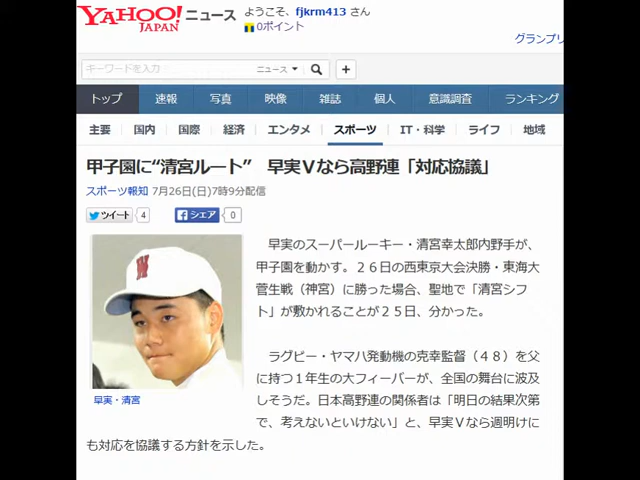 YAHOO! ニュース
JAPAN
ようこそ、fjkrm413 さん
0ポイント
グランプリ
キーワードを入力
ニュース
+
トップ 速報 写真 映像 雑誌 個人 意識調査 ランキング
主要 国内 国際 経済 エンタメ スポーツ IT・科学 ライフ 地域
甲子園に“清宮ルート” 早実Vなら高野連「対応協議」
スポーツ報知 7月26日(日)7時9分配信
ツイート 4 シェア 0
W
早実のスーパールーキー・清宮幸太郎内野手が、
甲子園を動かす。26日の西東京大会決勝・東海大
菅生戦(神宮)に勝った場合、聖地で「清宮シフ
ト」が敷かれることが25日、分かった。
ラグビー・ヤマハ発動機の克幸監督(48)を父
に持つ1年生の大フィーバーが、全国の舞台に波及
しそうだ。日本高野連の関係者は「明日の結果次第
で、考えないといけない」と、早実Vなら週明けに
も対応を協議する方針を示した。
早実・清宮